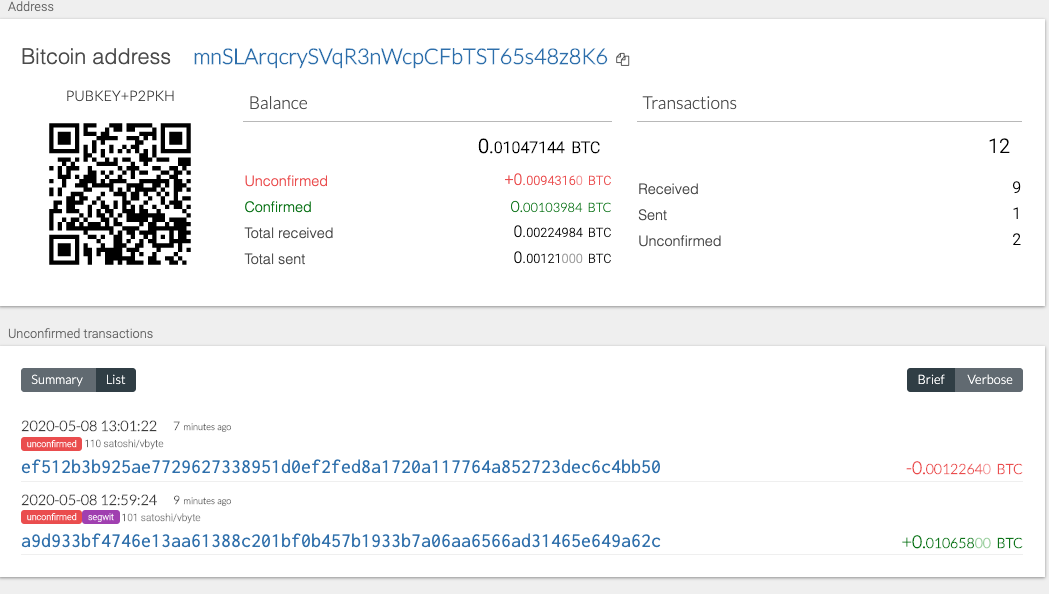 Address
Bitcoin address mnSLArqcrySVqR3nWcpCFbTST65s48z8K6
PUBKEY+P2PKH
Balance
0.01047144 BTC
Unconfirmed +0.00943160 BTC
Confirmed 0.00103984 BTC
Total received 0.00224984 BTC
Total sent 0.00121000 BTC
Transactions
12
Received 9
Sent 1
Unconfirmed 2
Unconfirmed transactions
Summary List Brief Verbose
2020-05-08 13:01:22 7 minutes ago
unconfirmed 110 satoshi/vbyte
ef512b3b925ae7729627338951d0ef2fed8a1720a117764a852723dec6c4bb50 -0.00122640 BTC
2020-05-08 12:59:24 9 minutes ago
unconfirmed segwit 101 satoshi/vbyte
a9d933bf4746e13aa61388c201bf0b457b1933b7a06aa6566ad31465e649a62c +0.01065800 BTC